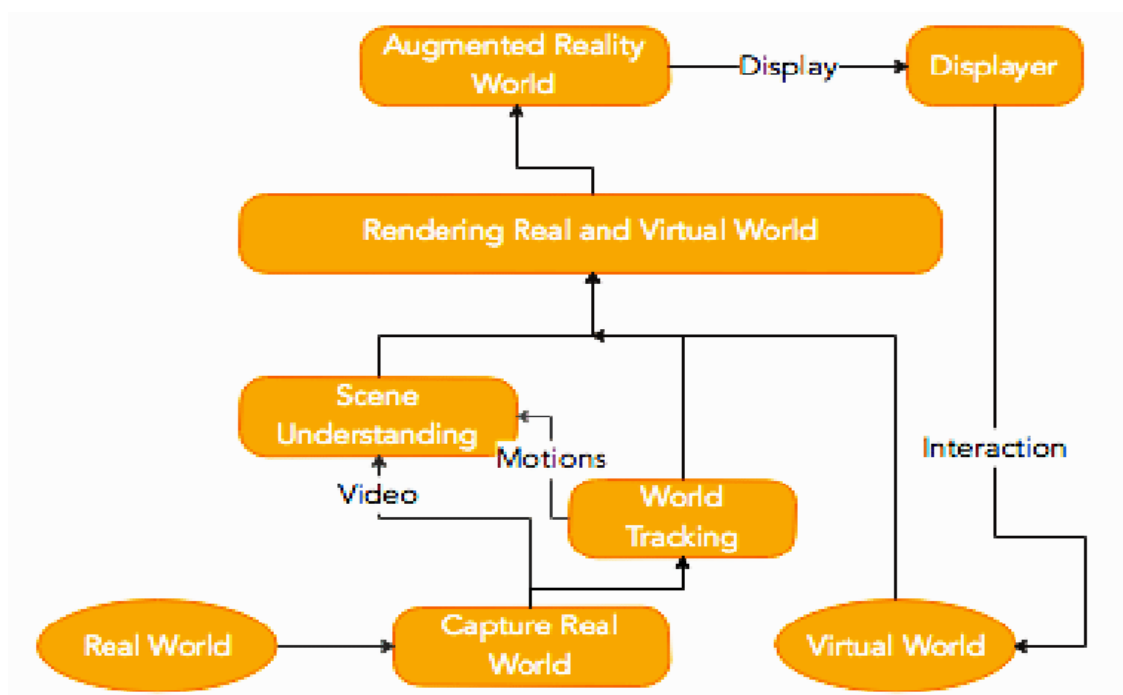 Augmented Reality
World
Display
Displayer
Rendering Real and Virtual World
Scene
Understanding
Motions
Interaction
Video
World
Tracking
Real World
Capture Real
World
Virtual World